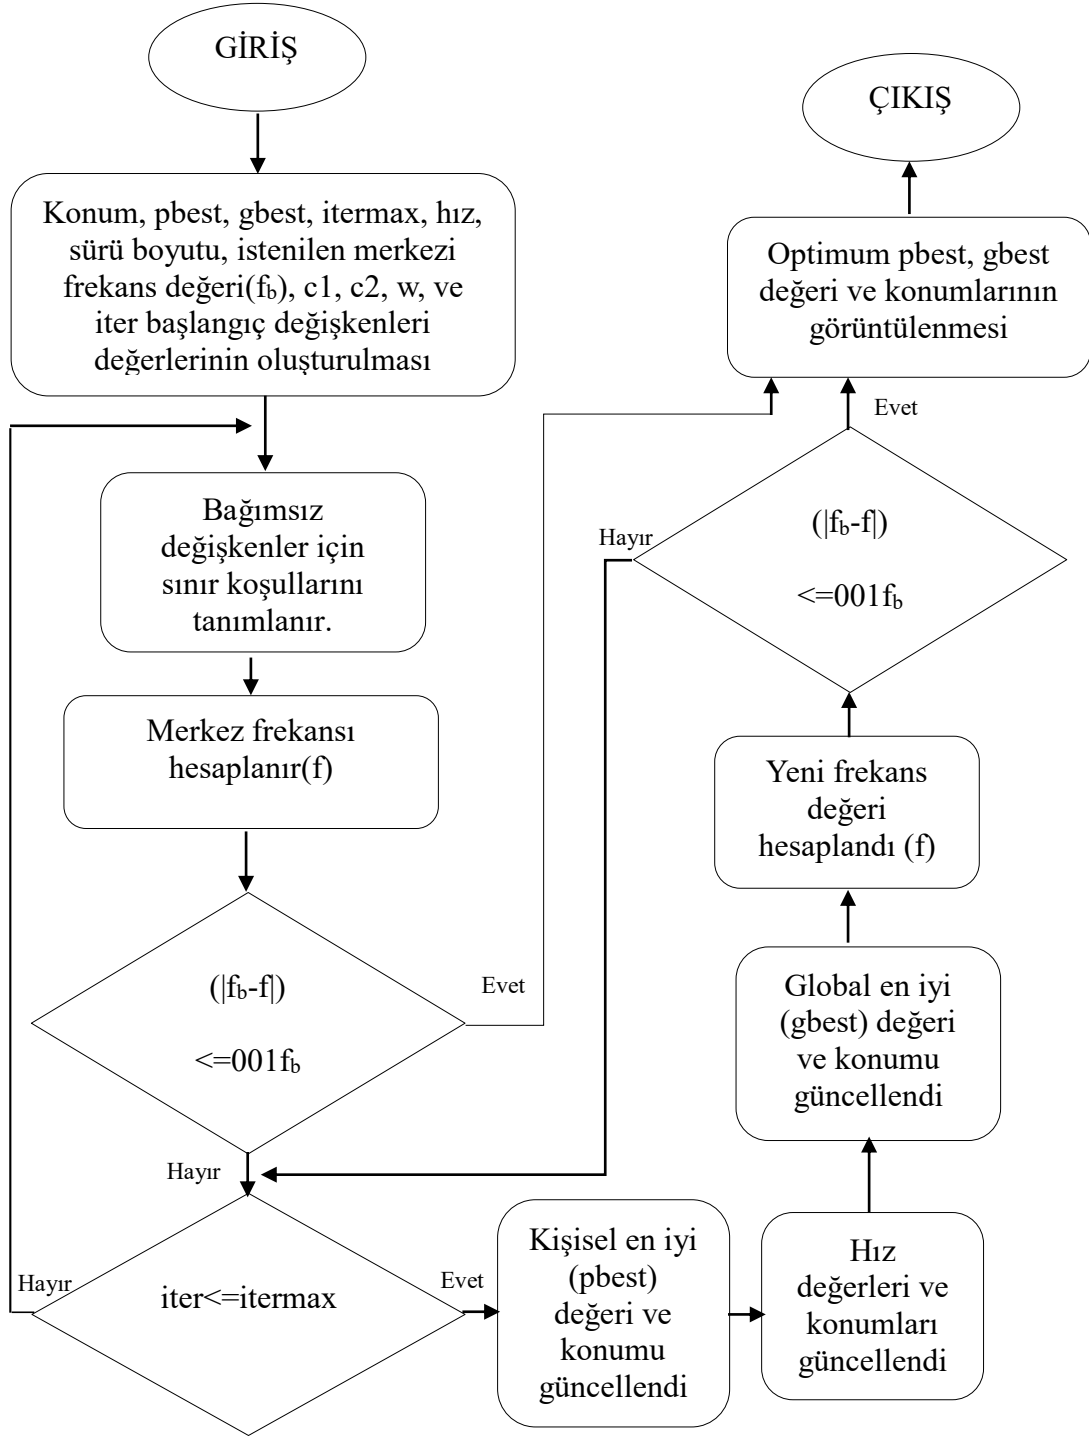 GİRİŞ
Konum, pbest, gbest, itermax, hız,
sürü boyutu, istenilen merkezi
frekans değeri(fb), c1, c2, w, ve
iter başlangıç değişkenleri
değerlerinin oluşturulması
Bağımsız
değişkenler için
sınır koşullarını
tanımlanır.
Merkez frekansı
hesaplanır(f)
(|fb-f|)
<=001fb
Evet
Hayır
iter<=itermax
Hayır
Evet
Kişisel en iyi
(pbest)
değeri ve
konumu
güncellendi
Hız
değerleri ve
konumları
güncellendi
Global en iyi
(gbest) değeri
ve konumu
güncellendi
Yeni frekans
değeri
hesaplandı (f)
(|fb-f|)
<=001fb
Hayır
Evet
Optimum pbest, gbest
değeri ve konumlarının
görüntülenmesi
ÇIKIŞ